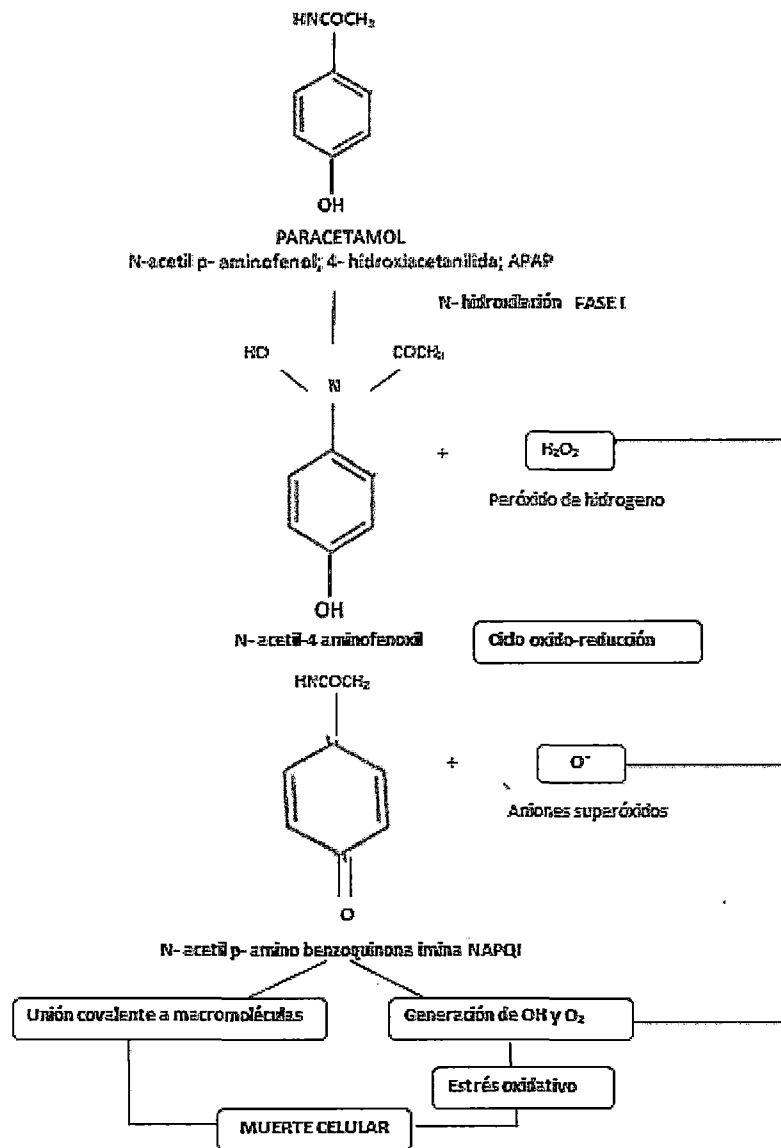 HNCOCH₃
OH
PARACETAMOL
N-acetil p- aminofenol; 4- hidroxiacetanilida; APAP
N- hidroxilación FASE I
HO
COCH₃
N
+
H₂O₂
Peróxido de hidrogeno
OH
N- acetil-4 aminofenoxil
Ciclo oxido-reducción
HNCOCH₂
+
O⁻
Aniones superóxidos
O
N- acetil p- amino benzoquinona imina NAPQI
Unión covalente a macromoléculas
Generación de OH y O₂
Estrés oxidativo
MUERTE CELULAR